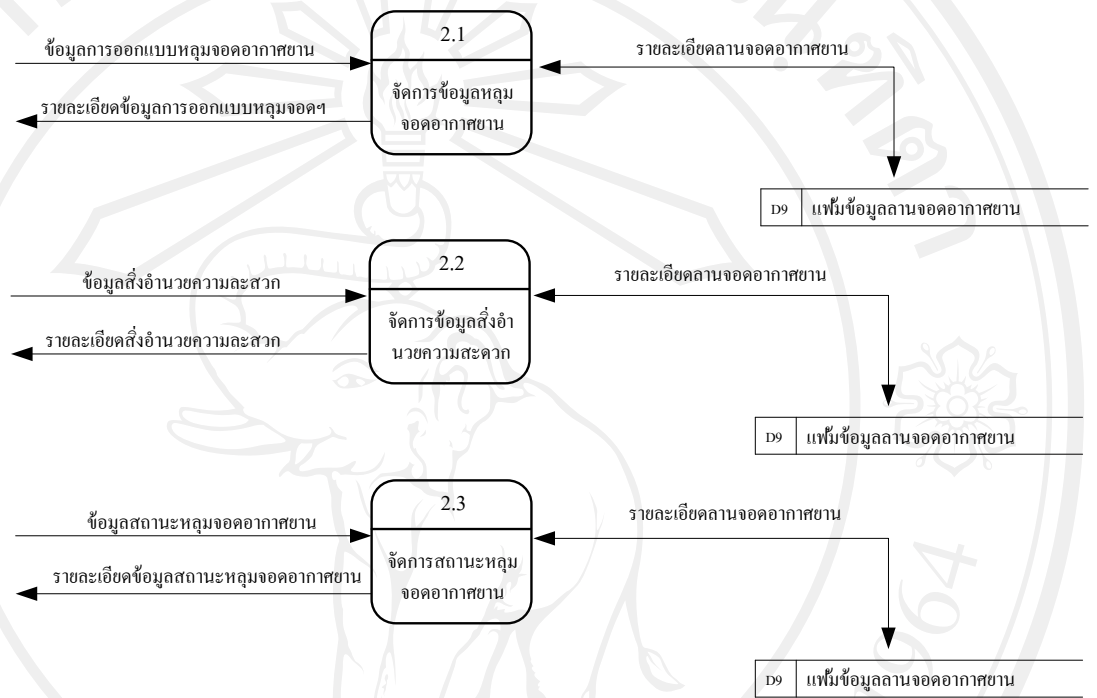 2.1
ข้อมูลการออกแบบหลุมจอดอากาศยาน
รายละเอียดลานจอดอากาศยาน
จัดการข้อมูลหลุม
จอดอากาศยาน
รายละเอียดข้อมูลการออกแบบหลุมจอดฯ
D9 แฟ้มข้อมูลลานจอดอากาศยาน
2.2
ข้อมูลสิ่งอำนวยความละสวก
รายละเอียดลานจอดอากาศยาน
จัดการข้อมูลสิ่งอำ
นวยความสะดวก
รายละเอียดสิ่งอำนวยความละสวก
D9 แฟ้มข้อมูลลานจอดอากาศยาน
2.3
ข้อมูลสถานะหลุมจอดอากาศยาน
รายละเอียดลานจอดอากาศยาน
จัดการสถานะหลุม
จอดอากาศยาน
รายละเอียดข้อมูลสถานะหลุมจอดอากาศยาน
D9 แฟ้มข้อมูลลานจอดอากาศยาน
964